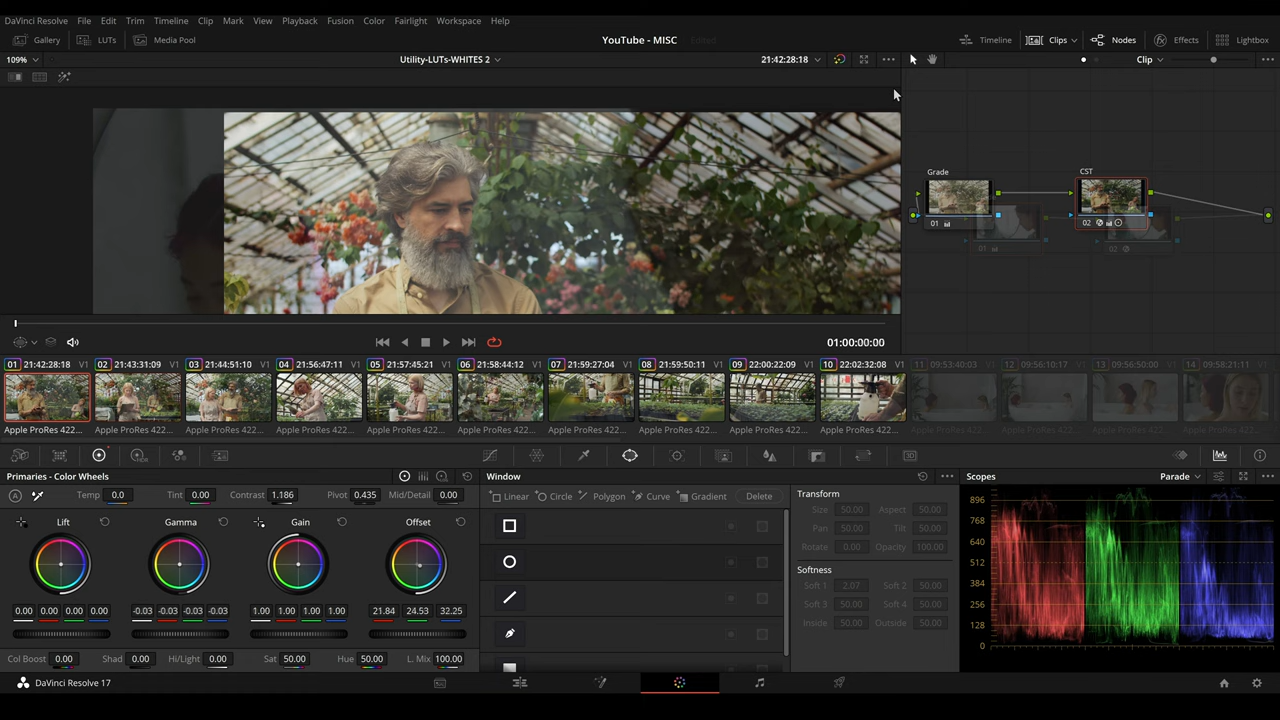 DaVinci Resolve File Edit Trim Timeline Clip Mark View Playback Fusion Color Fairlight Workspace Help
Gallery LUTs Media Pool YouTube - MISC Edited Timeline Clips Nodes Effects Lightbox
109% Utility-LUTs-WHITES 2 21:42:28:18 Clip
Grade CST
01 02
01 02
01:00:00:00
01 21:42:28:18 V1 02 21:43:31:09 V1 03 21:44:51:10 V1 04 21:56:47:11 V1 05 21:57:45:21 V1 06 21:58:44:12 V1 07 21:59:27:04 V1 08 21:59:50:11 V1 09 22:00:22:09 V1 10 22:02:32:08 V1 11 09:53:40:03 V1 12 09:56:10:17 V1 13 09:56:50:00 V1 14 09:58:21:11 V1
Apple ProRes 422... Apple ProRes 422... Apple ProRes 422... Apple ProRes 422... Apple ProRes 422... Apple ProRes 422... Apple ProRes 422... Apple ProRes 422... Apple ProRes 422... Apple ProRes 422... Apple ProRes 422... Apple ProRes 422... Apple ProRes 422... Apple ProRes 422...
Primaries - Color Wheels Window Scopes Parade
A Temp 0.0 Tint 0.00 Contrast 1.186 Pivot 0.435 Mid/Detail 0.00
Linear Circle Polygon Curve Gradient Delete
Lift Gamma Gain Offset
0.00 0.00 0.00 0.00 -0.03 -0.03 -0.03 -0.03 1.00 1.00 1.00 1.00 21.84 24.53 32.25
Col Boost 0.00 Shad 0.00 Hi/Light 0.00 Sat 50.00 Hue 50.00 L. Mix 100.00
Transform
Size 50.00 Aspect 50.00
Pan 50.00 Tilt 50.00
Rotate 0.00 Opacity 100.00
Softness
Soft 1 2.07 Soft 2 50.00
Soft 3 50.00 Soft 4 50.00
Inside 50.00 Outside 50.00
896
768
640
512
384
256
128
0
DaVinci Resolve 17